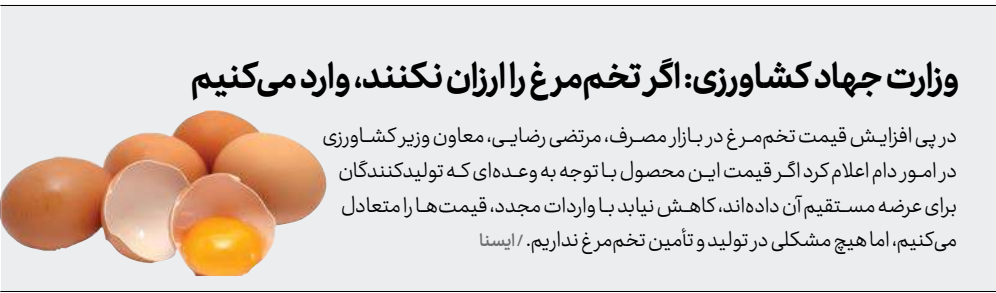 وزارت جهاد کشاورزی: اگر تخم‌مرغ را ارزان نکنند، وارد می‌کنیم
در پی افزایش قیمت تخم‌مرغ در بازار مصرف، مرتضی رضایی، معاون وزیر کشاورزی
در امور دام اعلام کرد اگر قیمت این محصول با توجه به وعده‌ای که تولیدکنندگان
برای عرضه مستقیم آن داده‌اند، کاهش نیابد با واردات مجدد، قیمت‌ها را متعادل
می‌کنیم، اما هیچ مشکلی در تولید و تأمین تخم‌مرغ نداریم. / ایسنا